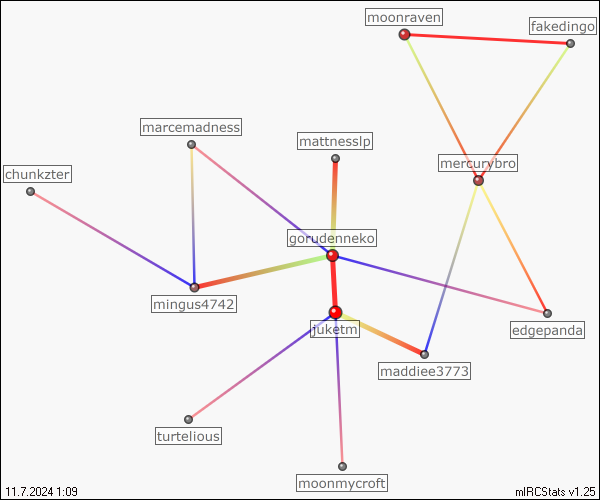 moonraven
fakedingo
marcemadness
mattnesslp
mercurybro
chunkzter
gorudenneko
mingus4742
edgepanda
juketm
maddiee3773
turtelious
moonmycroft
11.7.2024 1:09
mIRCStats v1.25